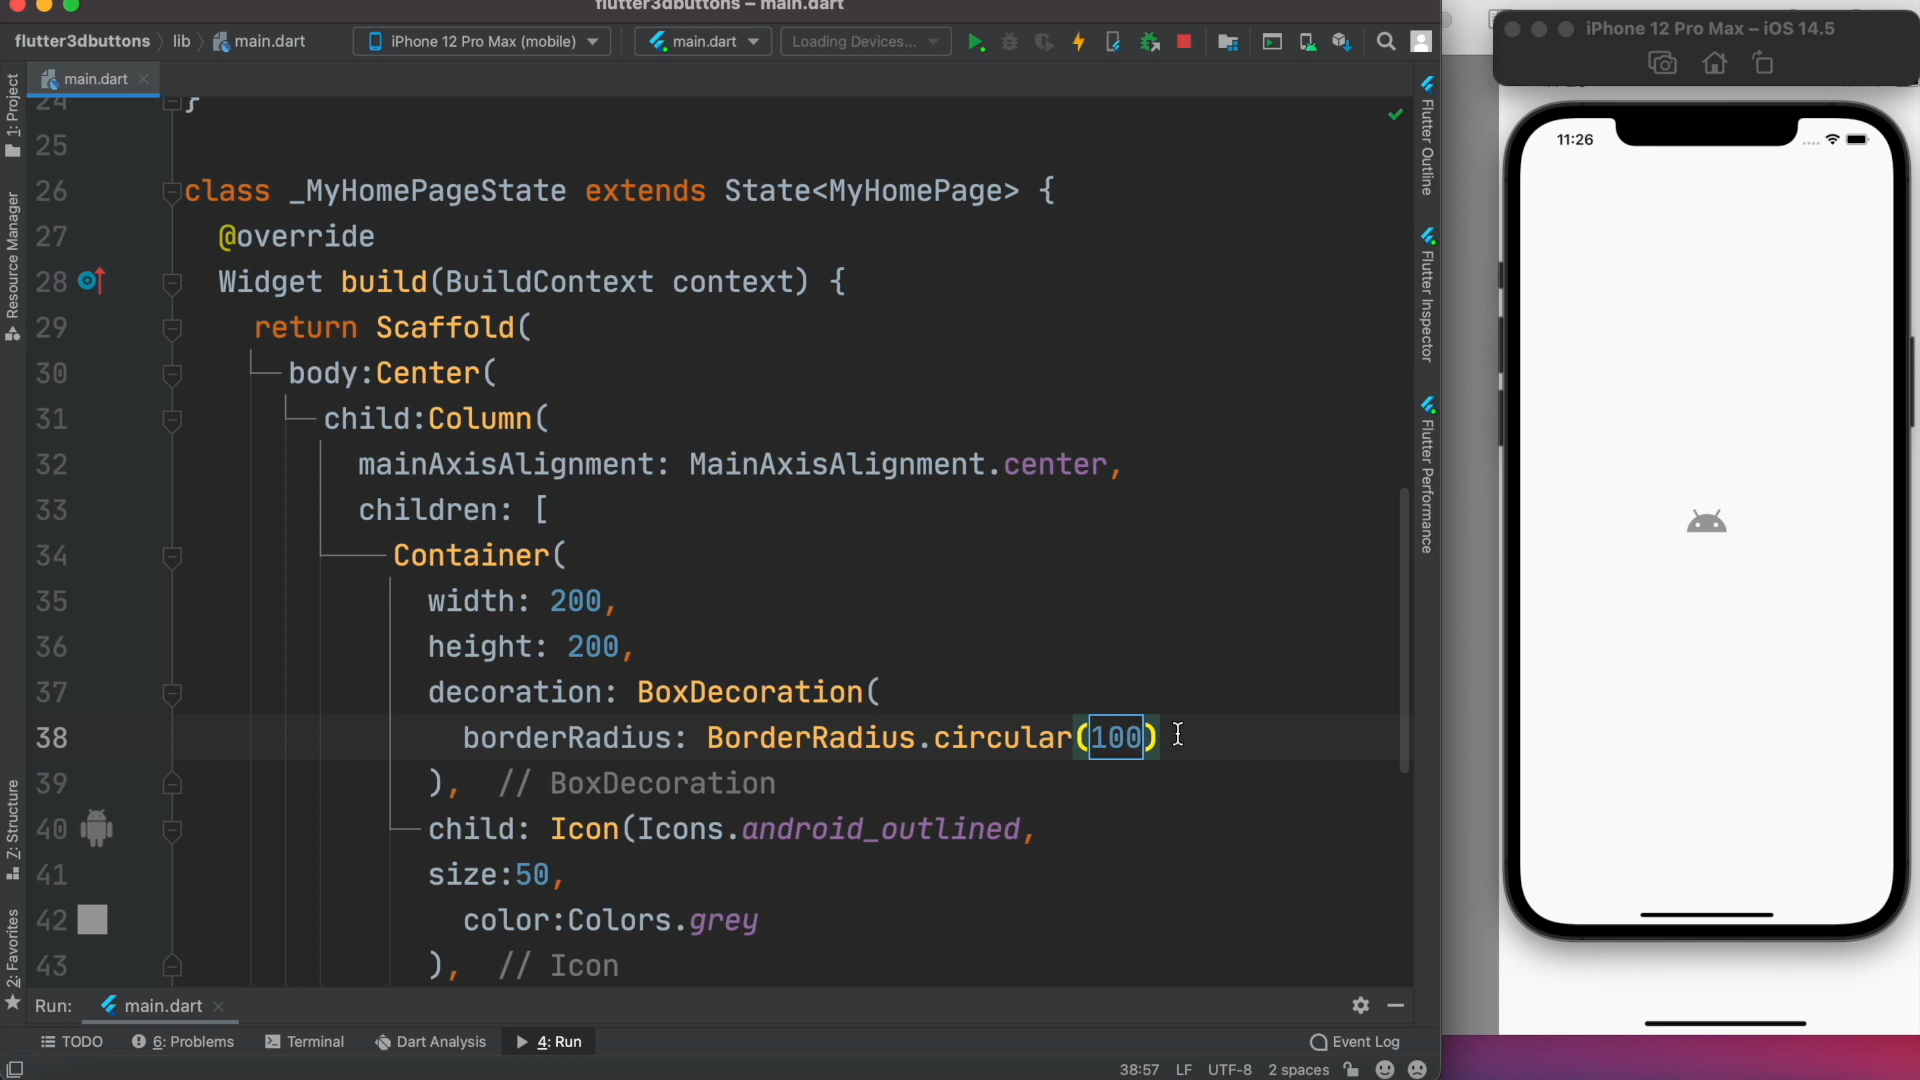 flutter3dbuttons – main.dart
flutter3dbuttons
lib
main.dart
iPhone 12 Pro Max (mobile)
main.dart
Loading Devices...
main.dart
1: Project
Resource Manager
Z: Structure
2: Favorites
24 }
25
26 class _MyHomePageState extends State<MyHomePage> {
27 @override
28 Widget build(BuildContext context) {
29 return Scaffold(
30 body:Center(
31 child:Column(
32 mainAxisAlignment: MainAxisAlignment.center,
33 children: [
34 Container(
35 width: 200,
36 height: 200,
37 decoration: BoxDecoration(
38 borderRadius: BorderRadius.circular(100)
39 ), // BoxDecoration
40 child: Icon(Icons.android_outlined,
41 size:50,
42 color:Colors.grey
43 ), // Icon
Flutter Outline
Flutter Inspector
Flutter Performance
Run:
main.dart
TODO
6: Problems
Terminal
Dart Analysis
4: Run
Event Log
38:57
LF
UTF-8
2 spaces
iPhone 12 Pro Max – iOS 14.5
11:26